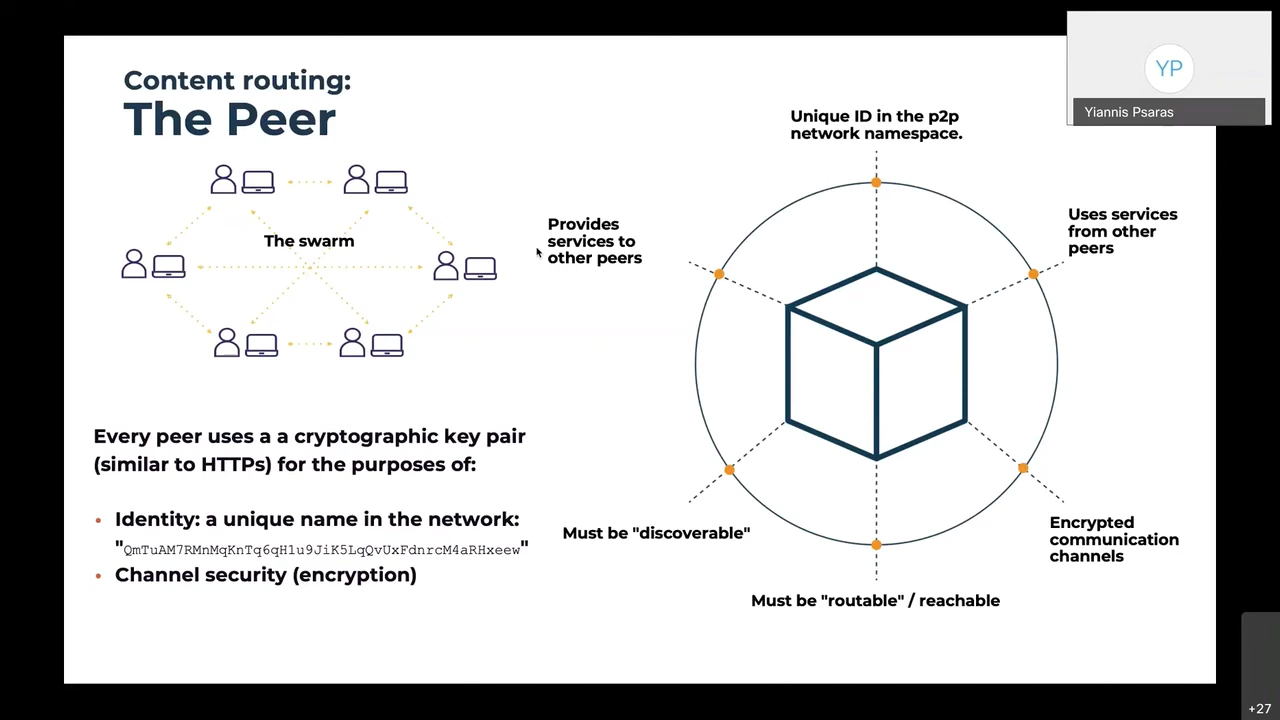 Content routing:
The Peer
The swarm
Every peer uses a a cryptographic key pair
(similar to HTTPs) for the purposes of:
• Identity: a unique name in the network:
"QmTuAM7RMnMqKnTq6qH1u9JiK5LqQvUxFdnrcM4aRHxeew"
• Channel security (encryption)
Unique ID in the p2p
network namespace.
Provides
services to
other peers
Uses services
from other
peers
Must be "discoverable"
Encrypted
communication
channels
Must be "routable" / reachable
YP
Yiannis Psaras
+27